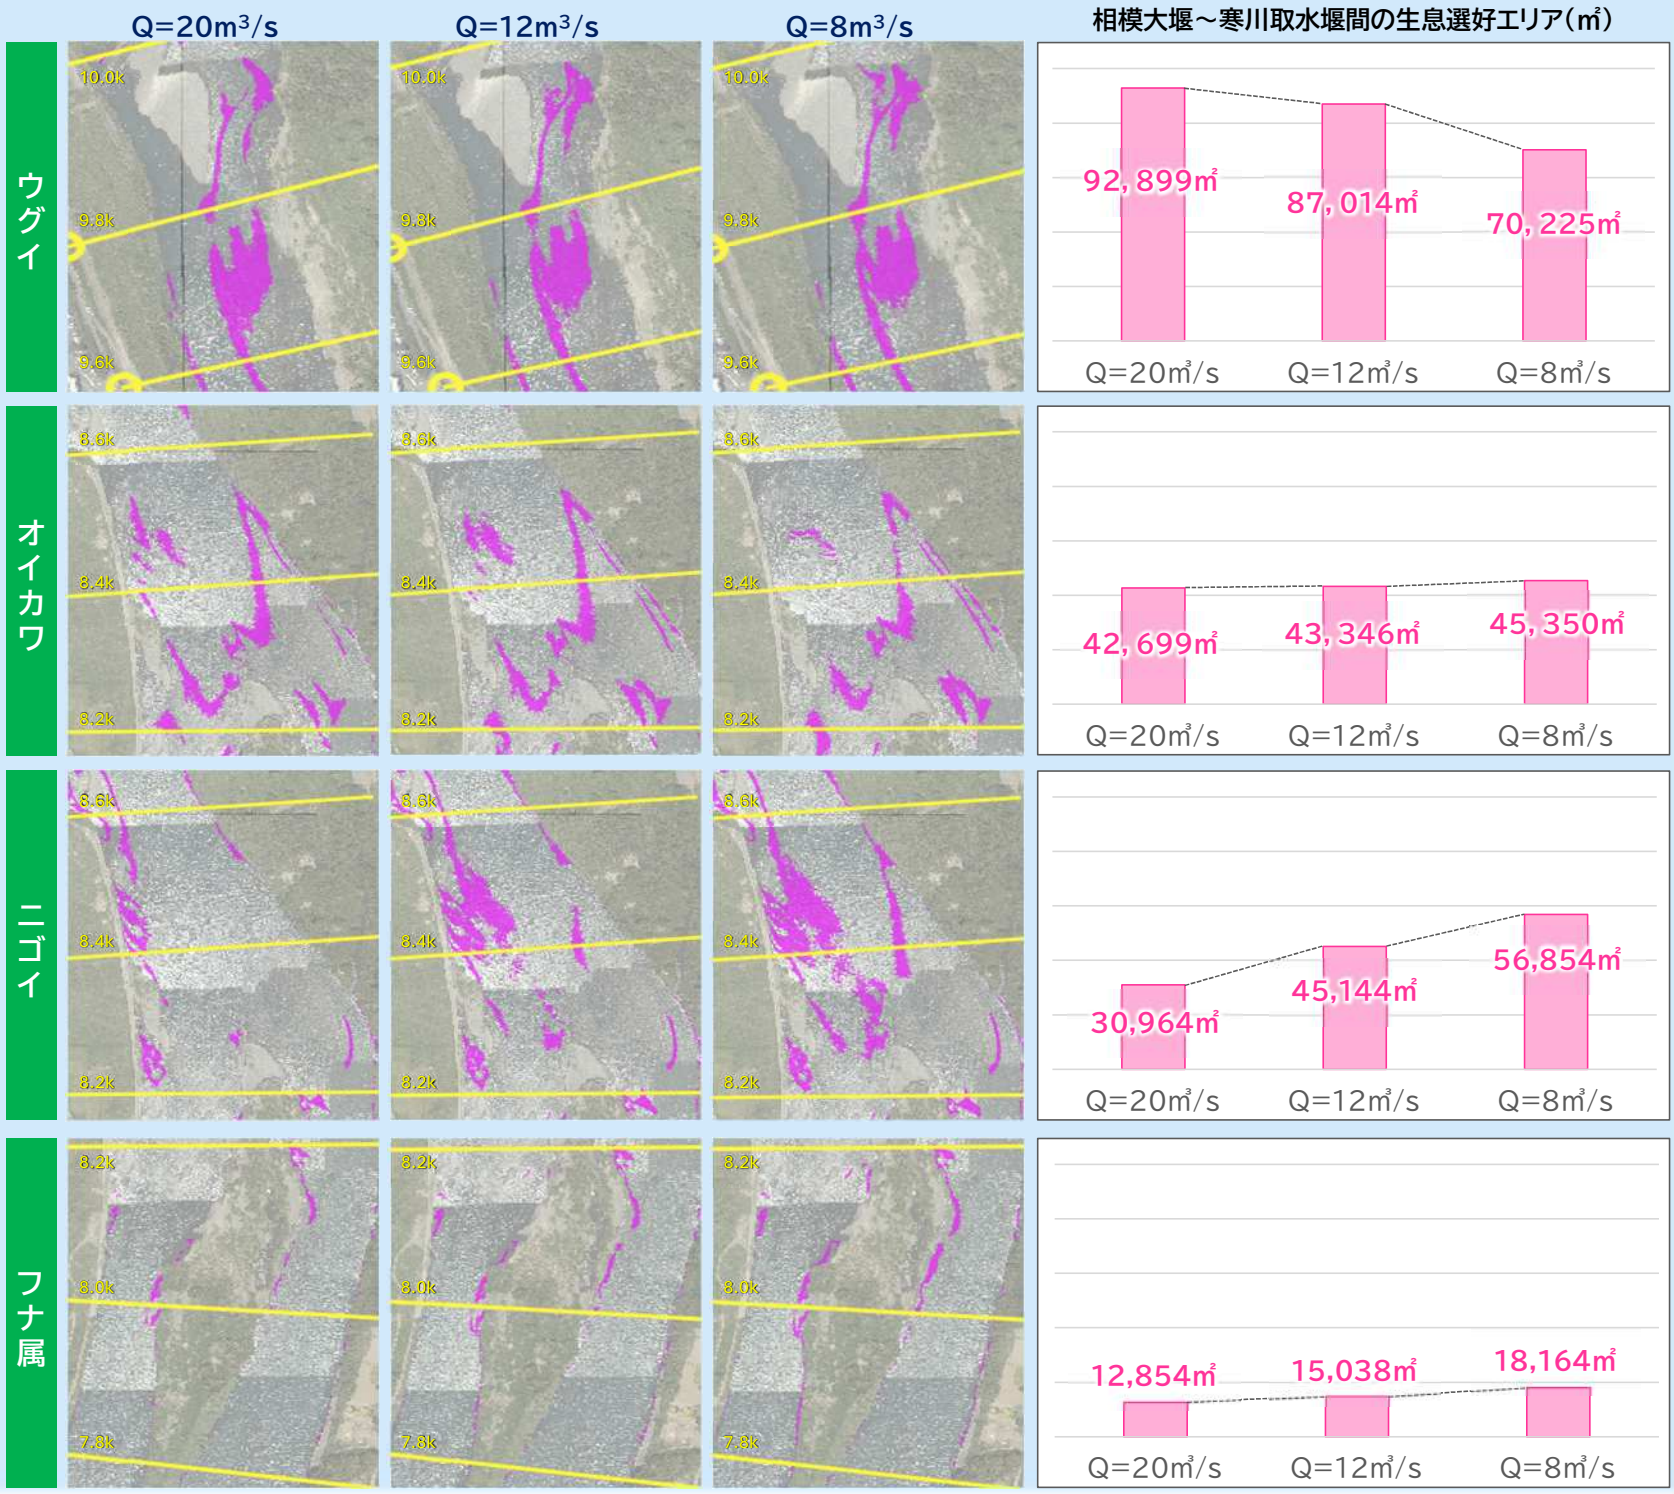 Q=20m³/s
Q=12m³/s
Q=8m³/s
相模大堰～寒川取水堰間の生息選好エリア(㎡)
ウグイ
10.0k
9.8k
9.6k
10.0k
9.8k
9.6k
10.0k
9.8k
9.6k
92,899㎡
87,014㎡
70,225㎡
Q=20㎥/s
Q=12㎥/s
Q=8㎥/s
オイカワ
8.6k
8.4k
8.2k
8.6k
8.4k
8.2k
8.6k
8.4k
8.2k
42,699㎡
43,346㎡
45,350㎡
Q=20㎥/s
Q=12㎥/s
Q=8㎥/s
ニゴイ
8.6k
8.4k
8.2k
8.6k
8.4k
8.2k
8.6k
8.4k
8.2k
30,964㎡
45,144㎡
56,854㎡
Q=20㎥/s
Q=12㎥/s
Q=8㎥/s
フナ属
8.2k
8.0k
7.8k
8.2k
8.0k
7.8k
8.2k
8.0k
7.8k
12,854㎡
15,038㎡
18,164㎡
Q=20㎥/s
Q=12㎥/s
Q=8㎥/s